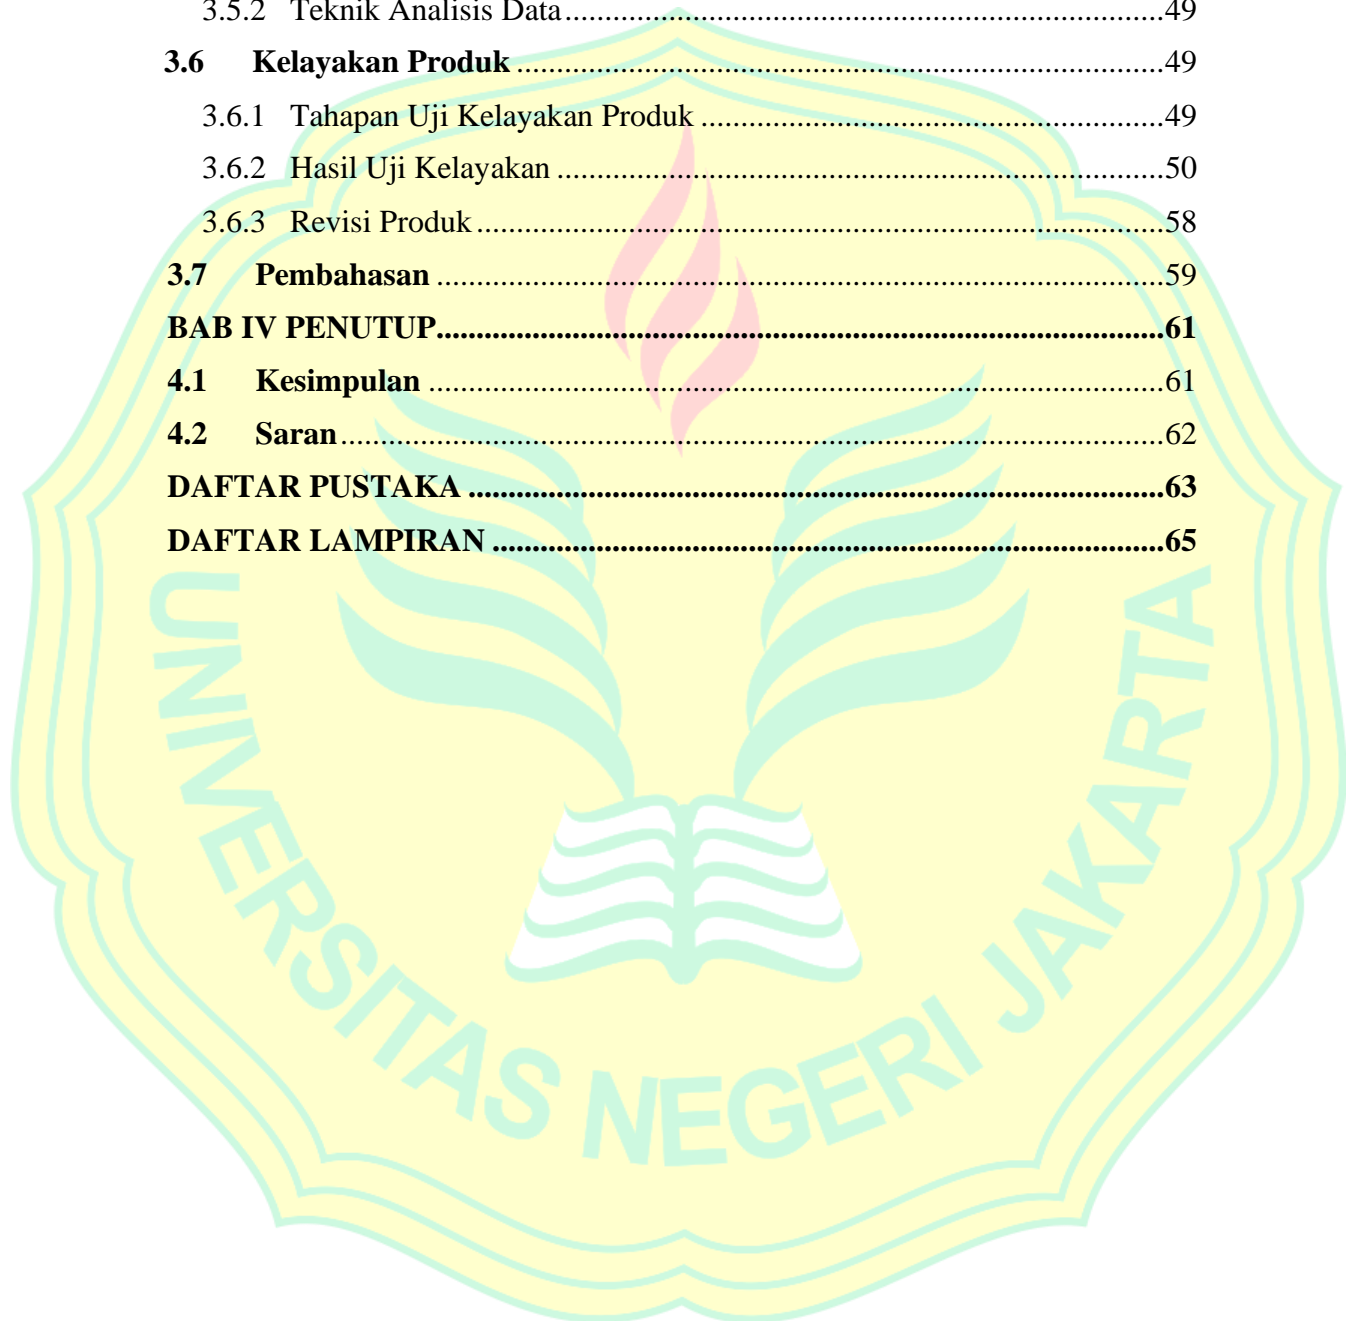 3.5.2 Teknik Analisis Data..........49
3.6 Kelayakan Produk..........49
3.6.1 Tahapan Uji Kelayakan Produk..........49
3.6.2 Hasil Uji Kelayakan..........50
3.6.3 Revisi Produk..........58
3.7 Pembahasan..........59
BAB IV PENUTUP..........61
4.1 Kesimpulan..........61
4.2 Saran..........62
DAFTAR PUSTAKA..........63
DAFTAR LAMPIRAN..........65
UNIVERSITAS NEGERI JAKARTA